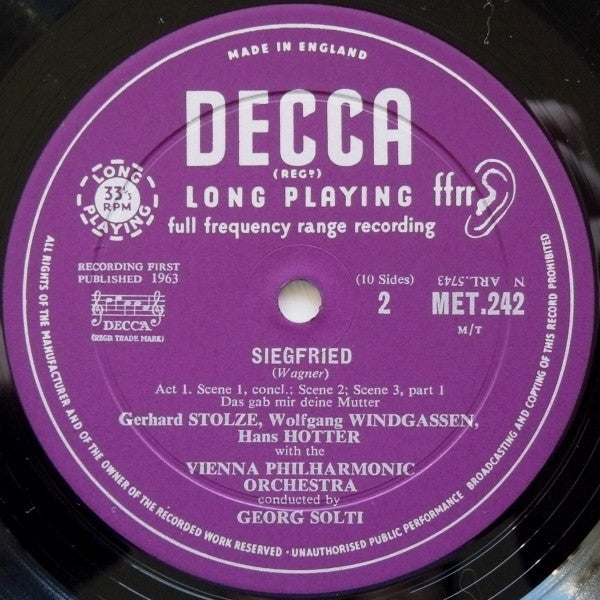 MADE IN ENGLAND
DECCA
(REGD)
LONG PLAYING
ffrr
full frequency range recording
LONG PLAYING
33⅓
RPM
RECORDING FIRST
PUBLISHED 1963
DECCA
(REGD. TRADE MARK)
(10 Sides)
2
N ARL.5743
MET.242
M/T
SIEGFRIED
(Wagner)
Act 1. Scene 1, concl.; Scene 2; Scene 3, part 1
Das gab mir deine Mutter
Gerhard STOLZE, Wolfgang WINDGASSEN,
Hans HOTTER
with the
VIENNA PHILHARMONIC
ORCHESTRA
conducted by
GEORG SOLTI
ALL RIGHTS OF THE MANUFACTURER AND OF THE OWNER OF THE RECORDED WORK RESERVED · UNAUTHORISED PUBLIC PERFORMANCE BROADCASTING AND COPYING OF THIS RECORD PROHIBITED